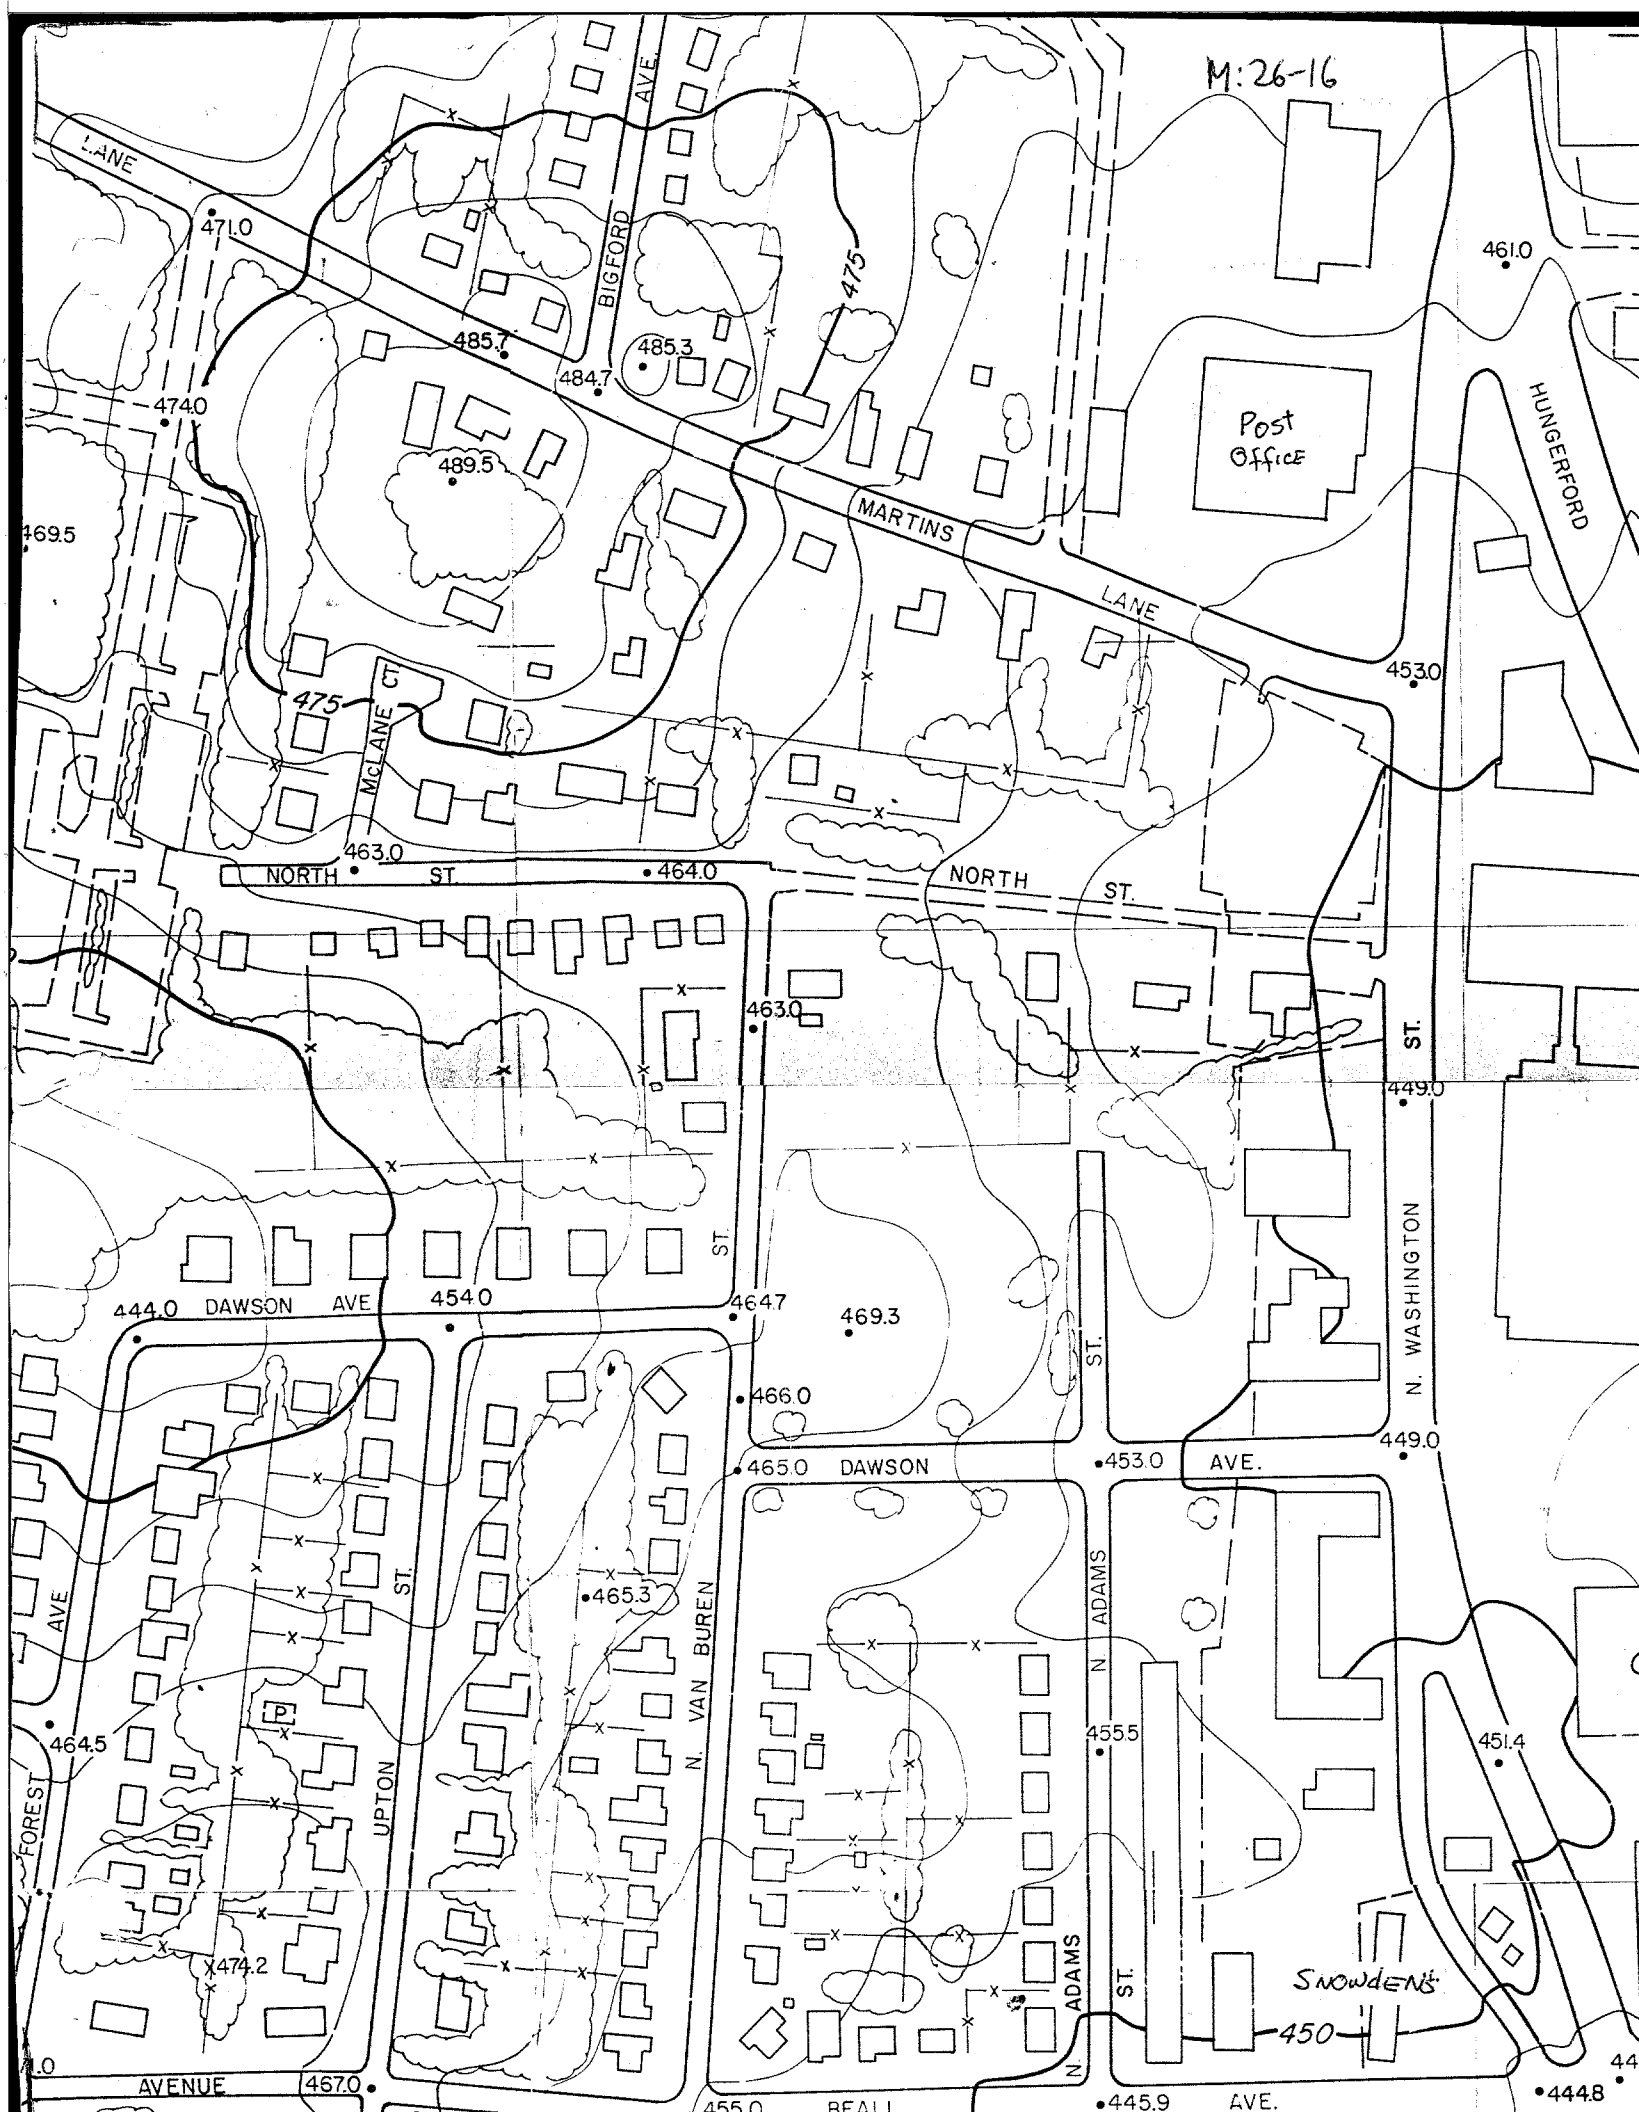 M:26-16
AVE.
LANE
471.0
BIGFORD
475
461.0
485.7
485.3
484.7
474.0
HUNGERFORD
Post
Office
489.5
469.5
MARTINS
LANE
453.0
475
McLANE CT.
463.0
NORTH ST.
464.0
NORTH ST.
463.0
ST.
449.0
N. WASHINGTON
ST.
444.0
DAWSON AVE
454.0
464.7
469.3
ST.
466.0
465.0
DAWSON
453.0
AVE.
449.0
AVE
ST.
465.3
N. VAN BUREN
N ADAMS
P
464.5
455.5
451.4
FOREST
UPTON
474.2
N ADAMS
ST.
SNOWDENS
450
1.0
AVENUE
467.0
455.0
BEALL
445.9
AVE.
444.8
44